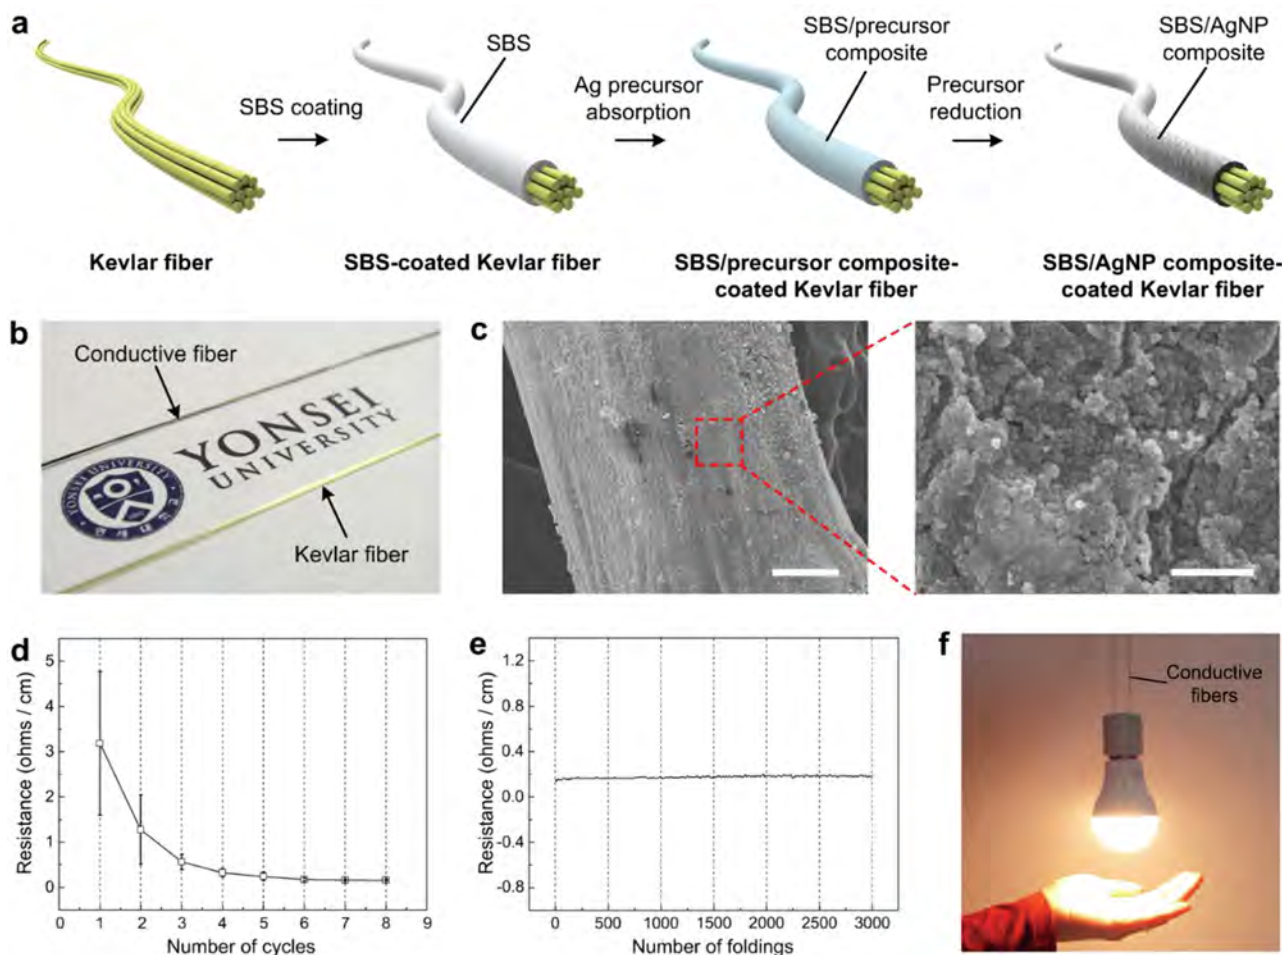 a
SBS coating
SBS
Ag precursor
absorption
SBS/precursor
composite
Precursor
reduction
SBS/AgNP
composite
Kevlar fiber
SBS-coated Kevlar fiber
SBS/precursor composite-
coated Kevlar fiber
SBS/AgNP composite-
coated Kevlar fiber
b
Conductive fiber
YONSEI
UNIVERSITY
YONSEI UNIVERSITY
Kevlar fiber
c
d
Resistance (ohms / cm)
5
4
3
2
1
0
0 1 2 3 4 5 6 7 8 9
Number of cycles
e
Resistance (ohms / cm)
1.2
0.8
0.4
0.0
-0.4
-0.8
0 500 1000 1500 2000 2500 3000
Number of foldings
f
Conductive
fibers